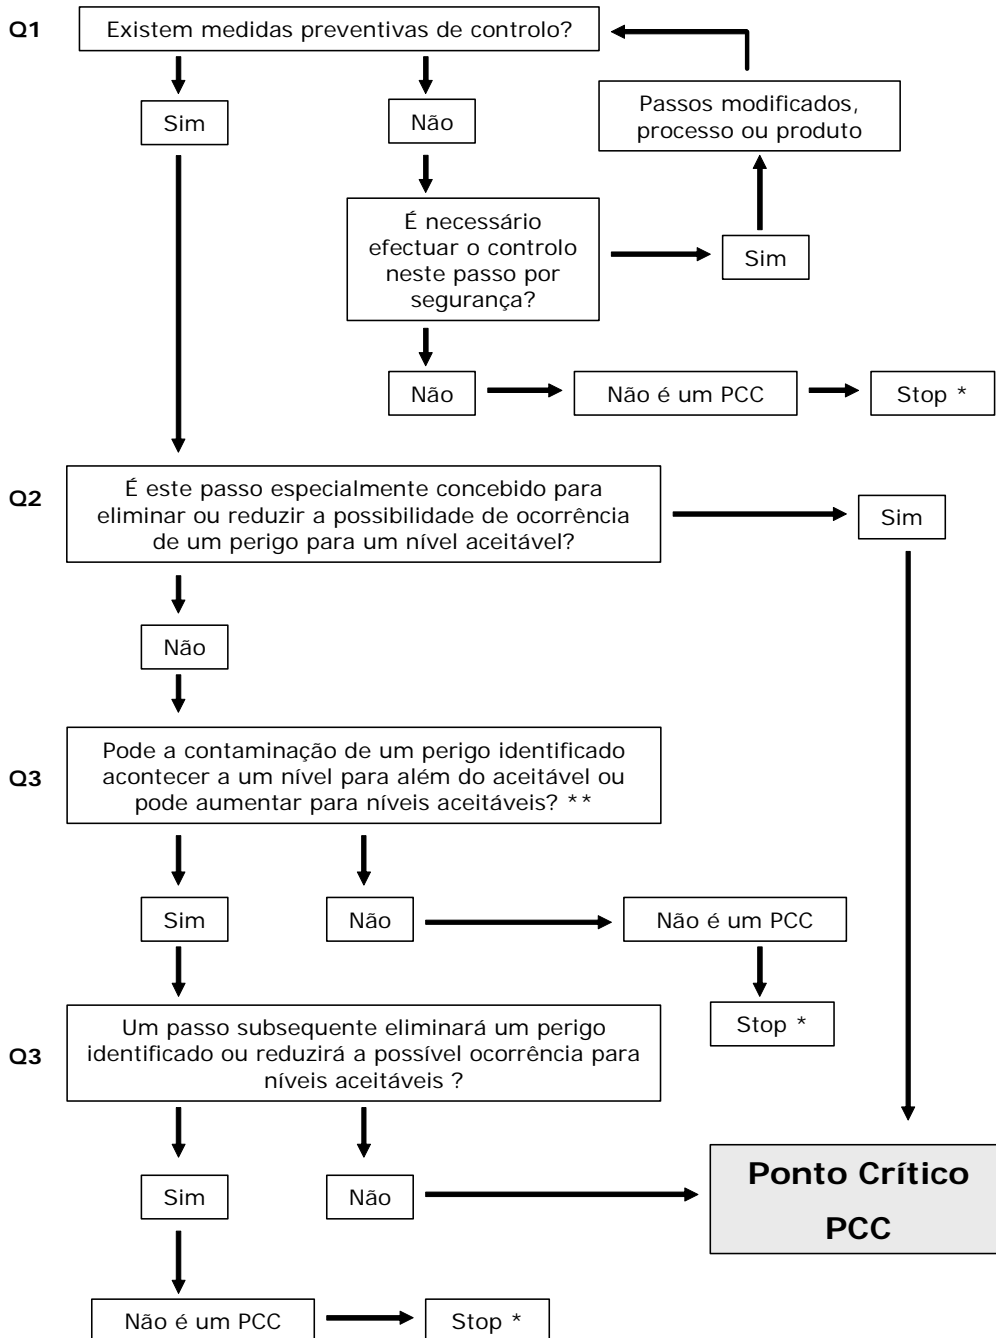 Q1
Existem medidas preventivas de controlo?
Sim
Não
Passos modificados,
processo ou produto
É necessário
efectuar o controlo
neste passo por
segurança?
Sim
Não
Não é um PCC
Stop *
Q2
É este passo especialmente concebido para
eliminar ou reduzir a possibilidade de ocorrência
de um perigo para um nível aceitável?
Sim
Não
Q3
Pode a contaminação de um perigo identificado
acontecer a um nível para além do aceitável ou
pode aumentar para níveis aceitáveis? **
Sim
Não
Não é um PCC
Stop *
Q3
Um passo subsequente eliminará um perigo
identificado ou reduzirá a possível ocorrência para
níveis aceitáveis ?
Sim
Não
Ponto Crítico
PCC
Não é um PCC
Stop *